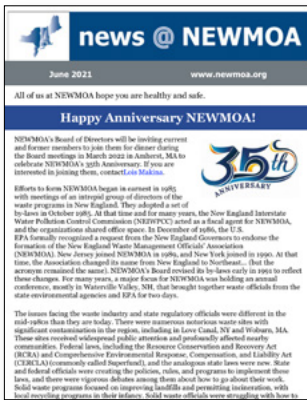 news @ NEWMOA
June 2021
www.newmoa.org
All of us at NEWMOA hope you are healthy and safe.
Happy Anniversary NEWMOA!
NEWMOA's Board of Directors will be inviting current
and former members to join them for dinner during
the Board meetings in March 2022 in Amherst, MA to
celebrate NEWMOA's 35th Anniversary. If you are
interested in joining them, contactLois Makina.
35th
ANNIVERSARY
Efforts to form NEWMOA began in earnest in 1985
with meetings of an intrepid group of directors of the
waste programs in New England. They adopted a set of
by-laws in October 1985. At that time and for many years, the New England Interstate
Water Pollution Control Commission (NEIWPCC) acted as a fiscal agent for NEWMOA,
and the organizations shared office space. In December of 1986, the U.S.
EPA formally recognized a request from the New England Governors to endorse the
formation of the New England Waste Management Officials' Association
(NEWMOA). New Jersey joined NEWMOA in 1989, and New York joined in 1990. At that
time, the Association changed its name from New England to Northeast... (but the
acronym remained the same). NEWMOA's Board revised its by-laws early in 1991 to reflect
these changes. For many years, a major focus for NEWMOA was holding an annual
conference, mostly in Waterville Valley, NH, that brought together waste officials from the
state environmental agencies and EPA for two days.
The issues facing the waste industry and state regulatory officials were different in the
mid-1980s than they are today. There were numerous notorious waste sites with
significant contamination in the region, including in Love Canal, NY and Woburn, MA.
These sites received widespread public attention and profoundly affected nearby
communities. Federal laws, including the Resource Conservation and Recovery Act
(RCRA) and Comprehensive Environmental Response, Compensation, and Liability Act
(CERCLA) (commonly called Superfund), and the analogous state laws were new. State
and federal officials were creating the policies, rules, and programs to implement these
laws, and there were vigorous debates among them about how to go about their work.
Solid waste programs focused on improving landfills and permitting incineration, with
local recycling programs in their infancy. Solid waste officials were struggling with how to